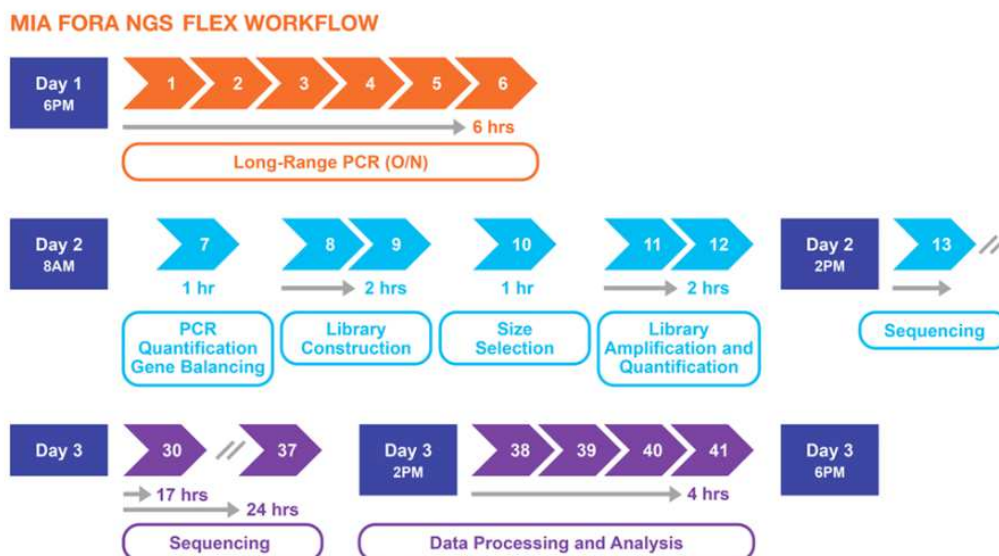 MIA FORA NGS FLEX WORKFLOW
Day 1
6PM
1 2 3 4 5 6
6 hrs
Long-Range PCR (O/N)
Day 2
8AM
7 8 9 10 11 12
Day 2
2PM
13
1 hr 2 hrs 1 hr 2 hrs
PCR
Quantification
Gene Balancing
Library
Construction
Size
Selection
Library
Amplification and
Quantification
Sequencing
Day 3
30 37
17 hrs
24 hrs
Sequencing
Day 3
2PM
38 39 40 41
4 hrs
Data Processing and Analysis
Day 3
6PM